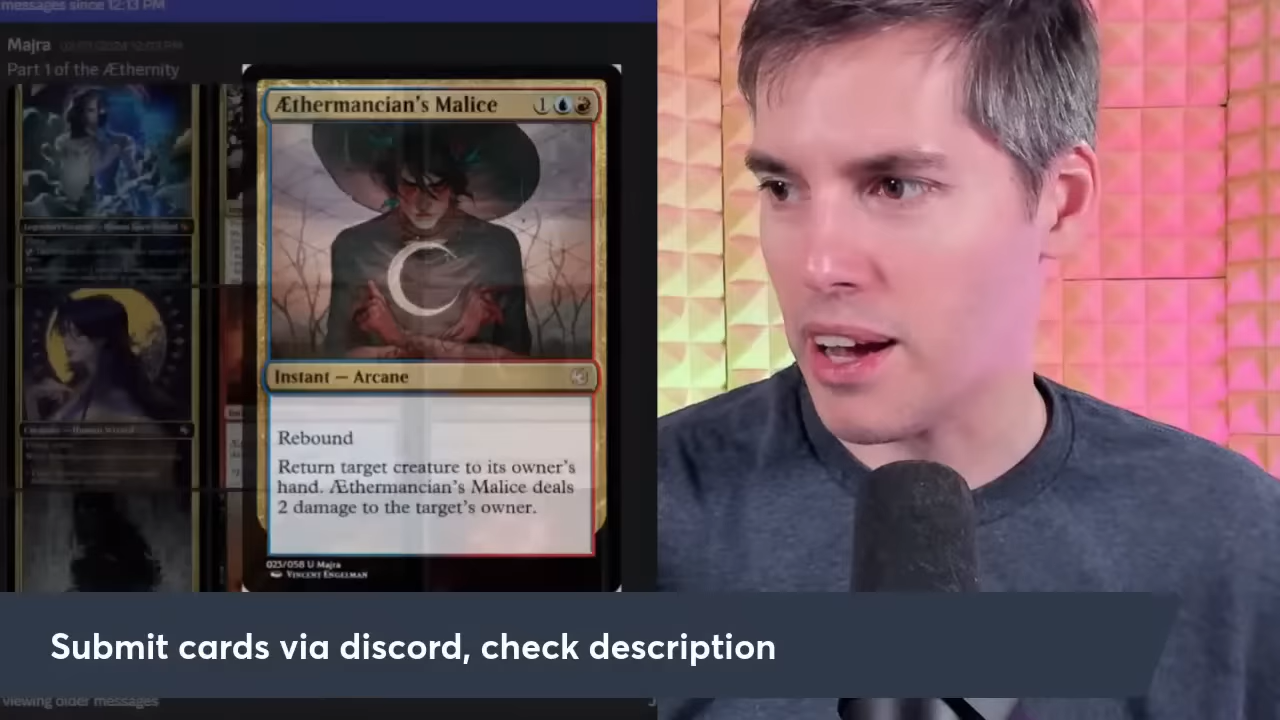 messages since 12:13 PM
Majra
Part 1 of the Æthernity
Æthermancian's Malice 1
Instant — Arcane
Rebound
Return target creature to its owner's
hand. Æthermancian's Malice deals
2 damage to the target's owner.
023/058 U Majra
Vincent Engelman
Submit cards via discord, check description
viewing older messages